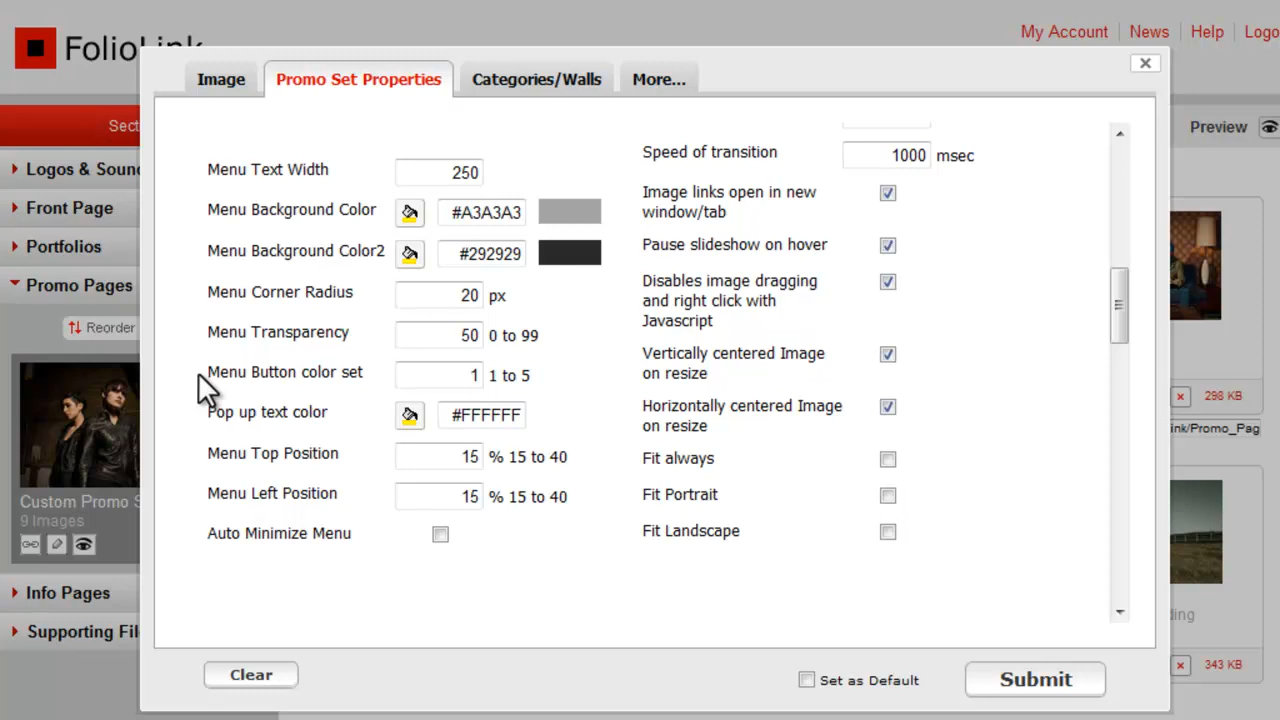 FolioLink
My Account
News
Help
Logo
Image
Promo Set Properties
Categories/Walls
More...
Sect
Preview
Logos & Soun
Front Page
Portfolios
Promo Pages
Reorder
Custom Promo S
9 Images
Info Pages
Supporting Fil
Menu Text Width 250
Menu Background Color #A3A3A3
Menu Background Color2 #292929
Menu Corner Radius 20 px
Menu Transparency 50 0 to 99
Menu Button color set 1 1 to 5
Pop up text color #FFFFFF
Menu Top Position 15 % 15 to 40
Menu Left Position 15 % 15 to 40
Auto Minimize Menu
Speed of transition 1000 msec
Image links open in new
window/tab
Pause slideshow on hover
Disables image dragging
and right click with
Javascript
Vertically centered Image
on resize
Horizontally centered Image
on resize
Fit always
Fit Portrait
Fit Landscape
298 KB
ink/Promo_Pag
ding
343 KB
Clear
Set as Default
Submit